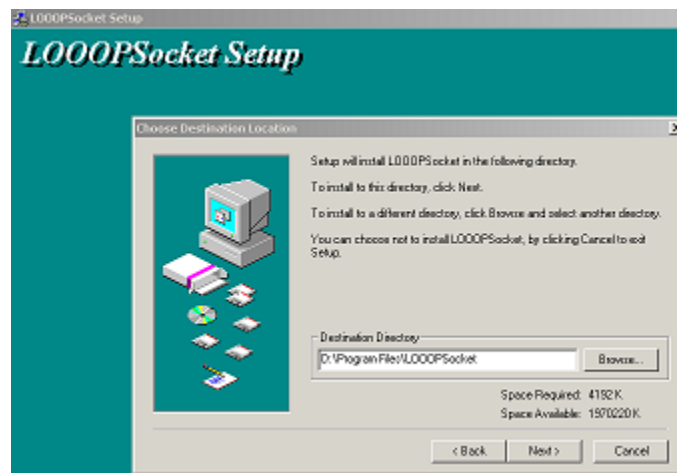 LOOOPSocket Setup
LOOOPSocket Setup
Choose Destination Location
Setup will install LOOOPSocket in the following directory.
To install to this directory, click Next.
To install to a different directory, click Browse and select another directory.
You can choose not to install LOOOPSocket, by clicking Cancel to exit
Setup.
Destination Directory
D:\Program Files\LOOOPSocket
Browse...
Space Required: 4192 K
Space Available: 1970220 K
< Back
Next >
Cancel